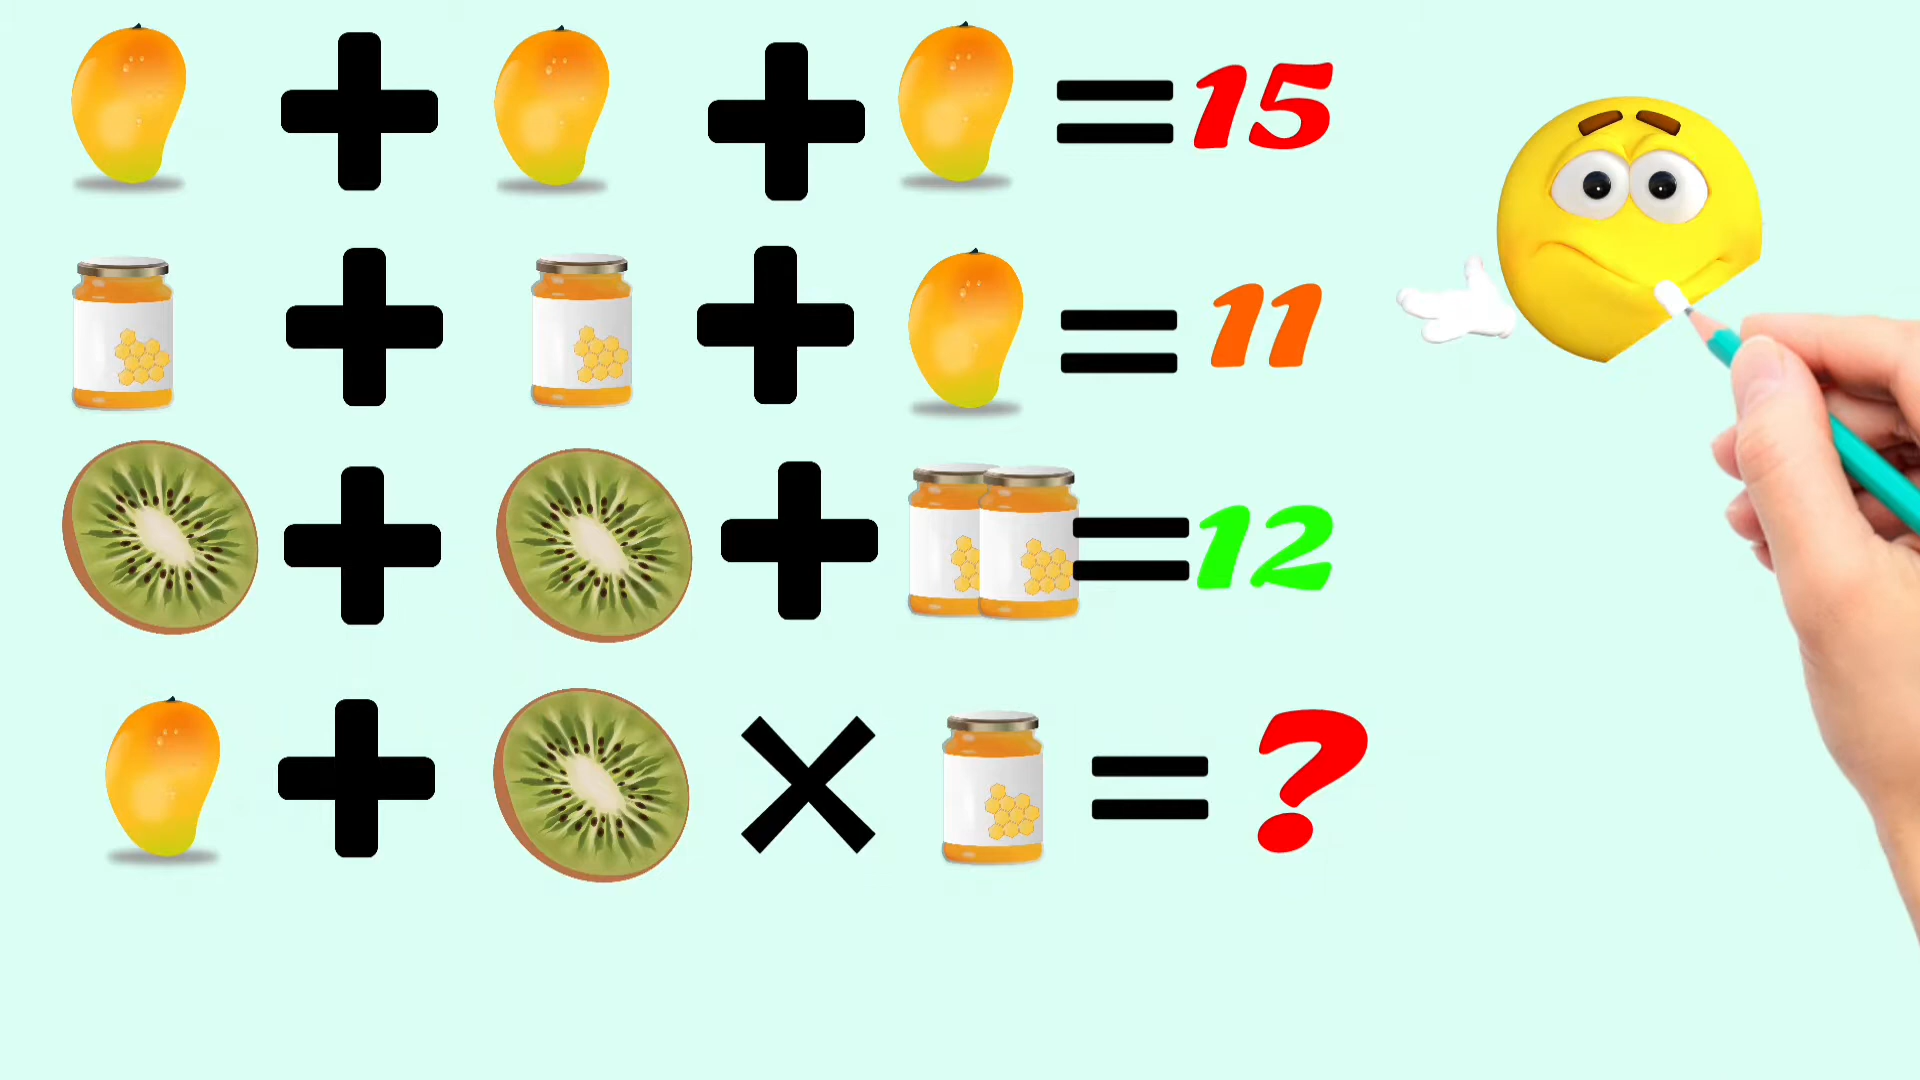 + + = 15
+ + = 11
+ + = 12
+ × = ?